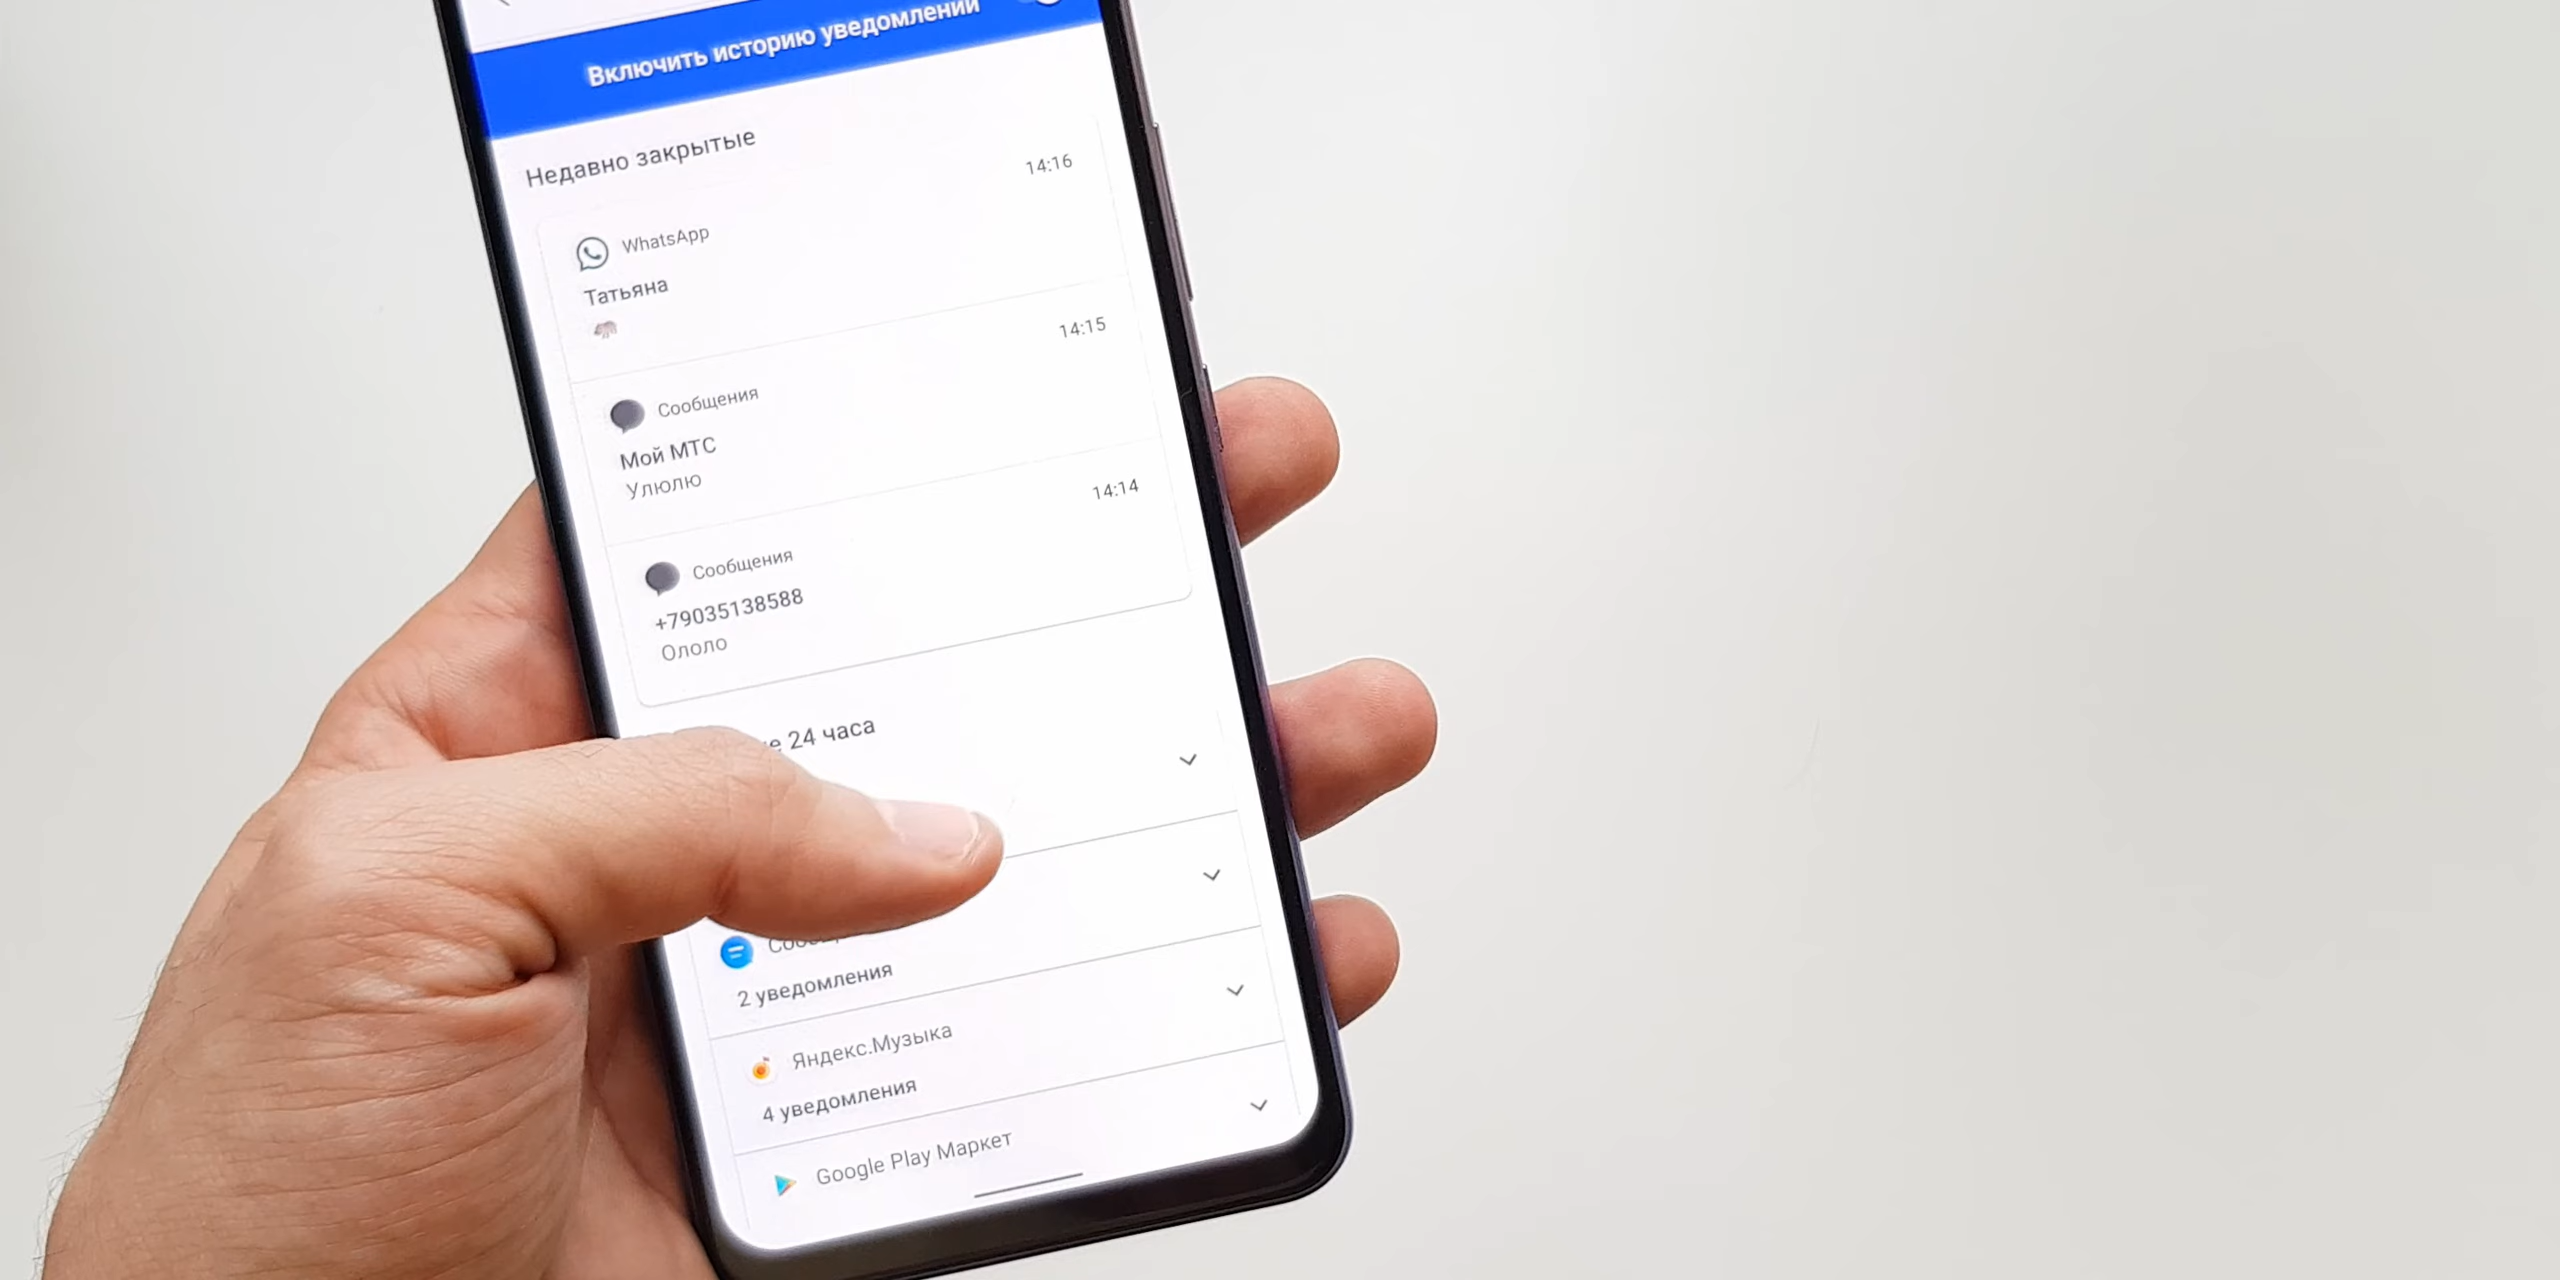 Включить историю уведомлений
Недавно закрытые
14:16
WhatsApp
Татьяна
14:15
Сообщения
Мой МТС
Улюлю
14:14
Сообщения
+79035138588
Ололо
24 часа
2 уведомления
Яндекс.Музыка
4 уведомления
Google Play Маркет